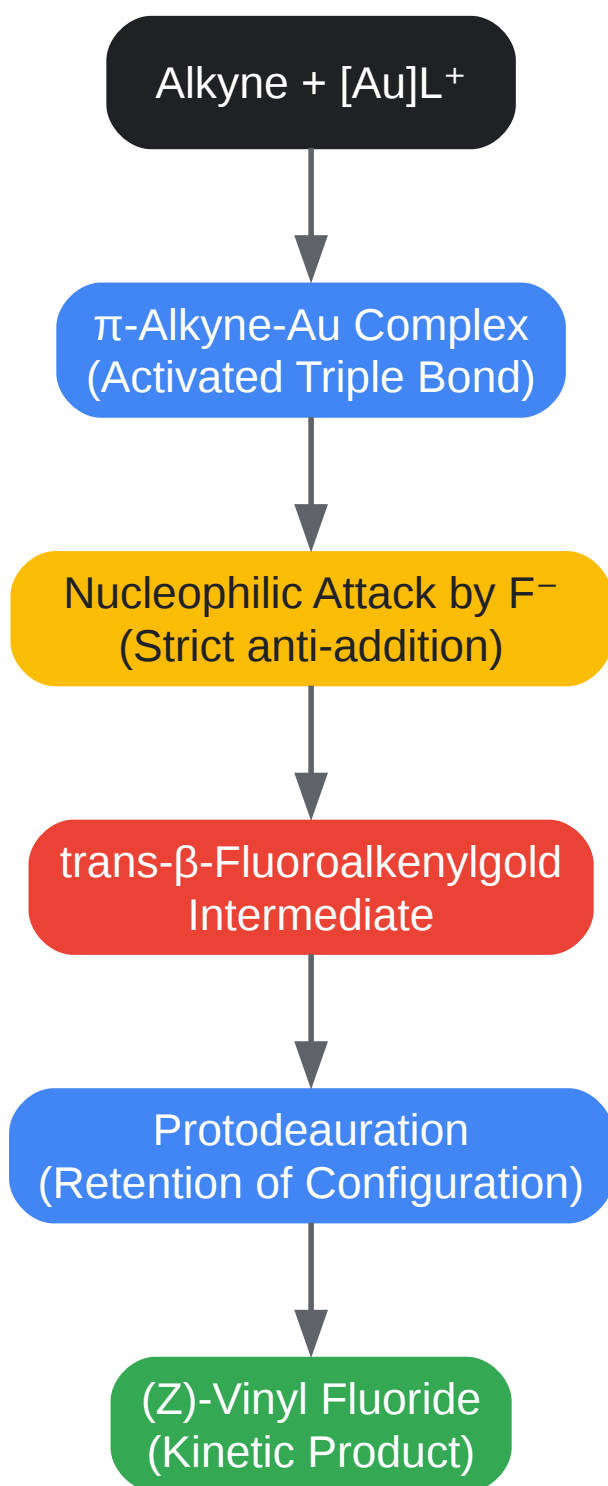 Alkyne + [Au]L⁺
π-Alkyne-Au Complex
(Activated Triple Bond)
Nucleophilic Attack by F⁻
(Strict anti-addition)
trans-β-Fluoroalkenylgold
Intermediate
Protodeauration
(Retention of Configuration)
(Z)-Vinyl Fluoride
(Kinetic Product)